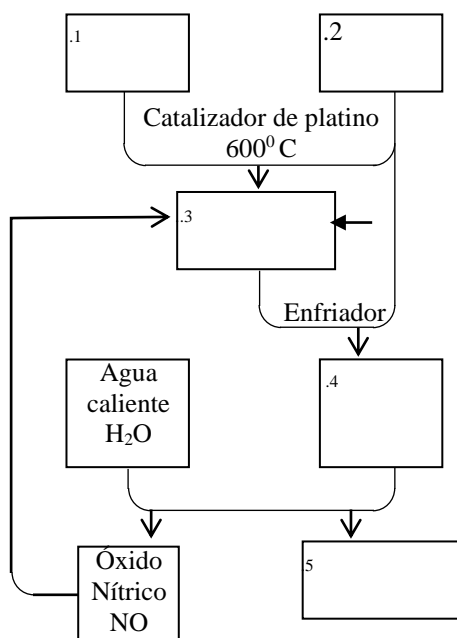 .1
.2
Catalizador de platino
600⁰ C
.3
Enfriador
Agua
caliente
H₂O
.4
Óxido
Nítrico
NO
.5